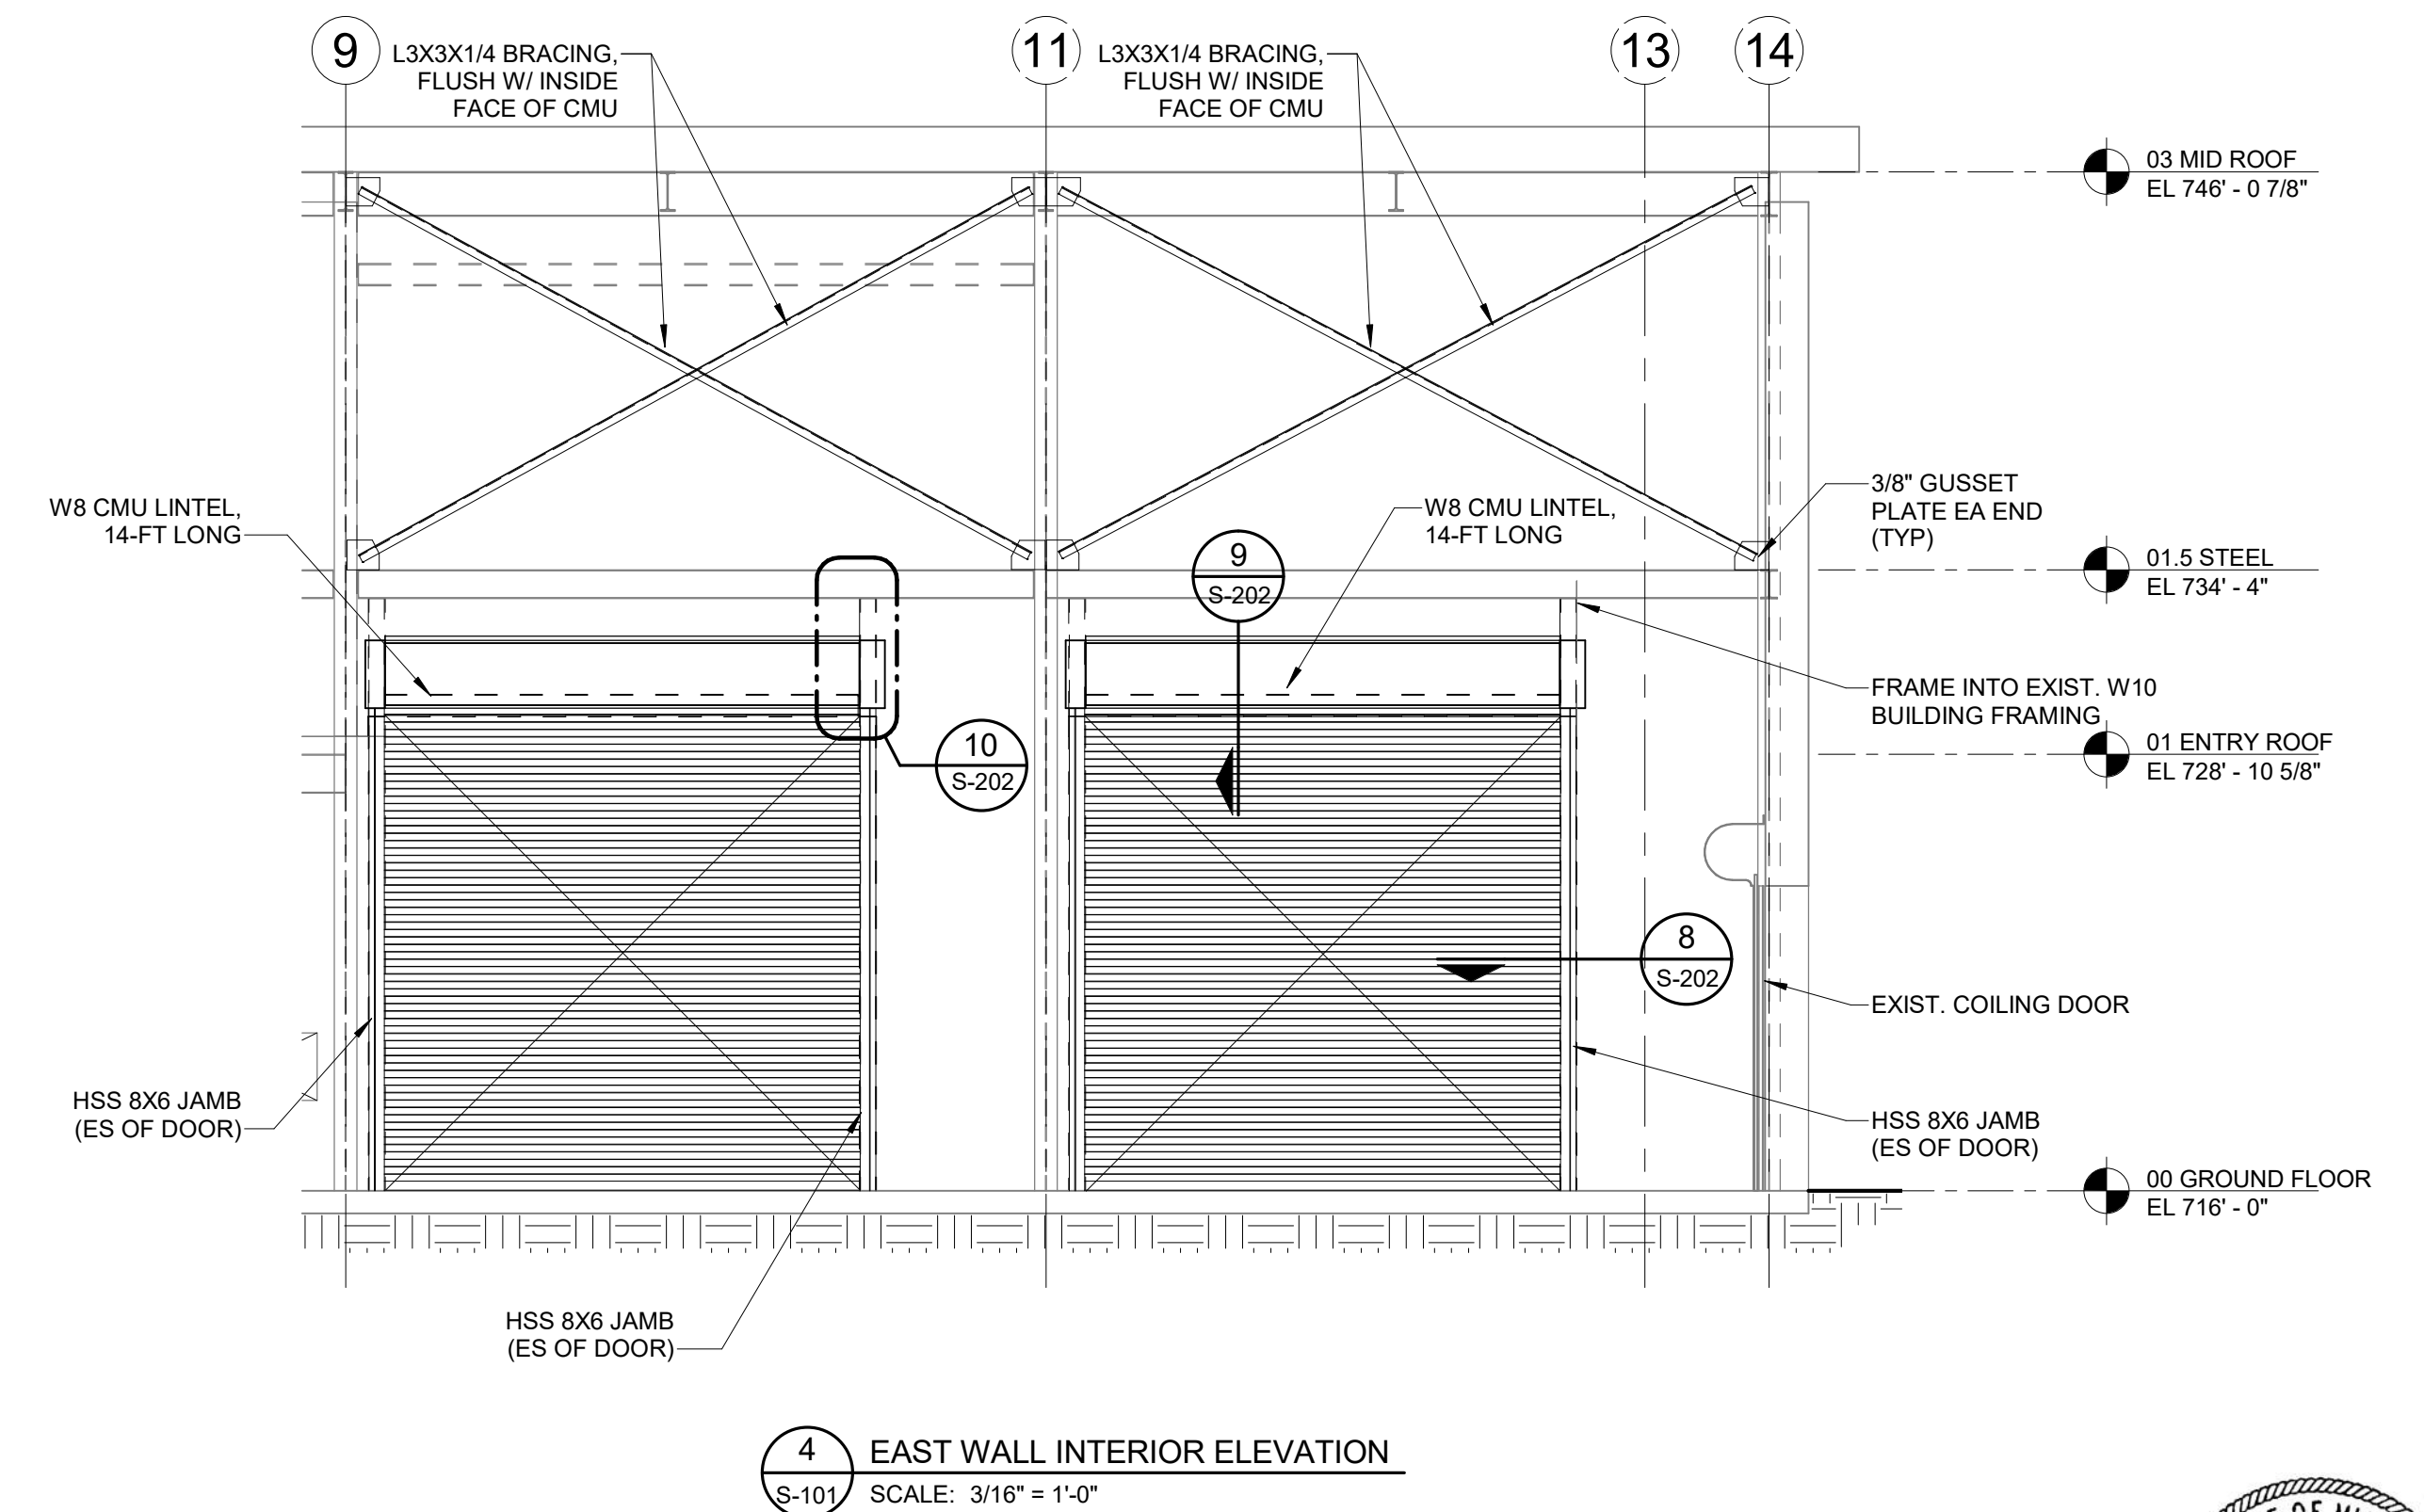 9
L3X3X1/4 BRACING,
FLUSH W/ INSIDE
FACE OF CMU
11
L3X3X1/4 BRACING,
FLUSH W/ INSIDE
FACE OF CMU
13
14
03 MID ROOF
EL 746' - 0 7/8"
W8 CMU LINTEL,
14-FT LONG
W8 CMU LINTEL,
14-FT LONG
9
S-202
3/8" GUSSET
PLATE EA END
(TYP)
01.5 STEEL
EL 734' - 4"
FRAME INTO EXIST. W10
BUILDING FRAMING
10
S-202
01 ENTRY ROOF
EL 728' - 10 5/8"
8
S-202
EXIST. COILING DOOR
HSS 8X6 JAMB
(ES OF DOOR)
HSS 8X6 JAMB
(ES OF DOOR)
00 GROUND FLOOR
EL 716' - 0"
HSS 8X6 JAMB
(ES OF DOOR)
4
S-101
EAST WALL INTERIOR ELEVATION
SCALE: 3/16" = 1'-0"